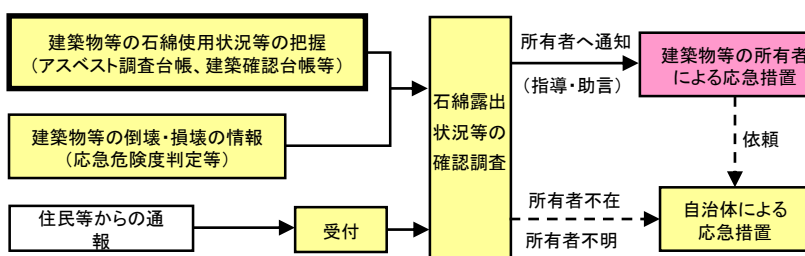 建築物等の石綿使用状況等の把握
（アスベスト調査台帳、建築確認台帳等）
建築物等の倒壊・損壊の情報
（応急危険度判定等）
住民等からの通
報
受付
石綿露出
状況等の
確認調査
所有者へ通知
（指導・助言）
建築物等の所有者
による応急措置
依頼
所有者不在
所有者不明
自治体による
応急措置